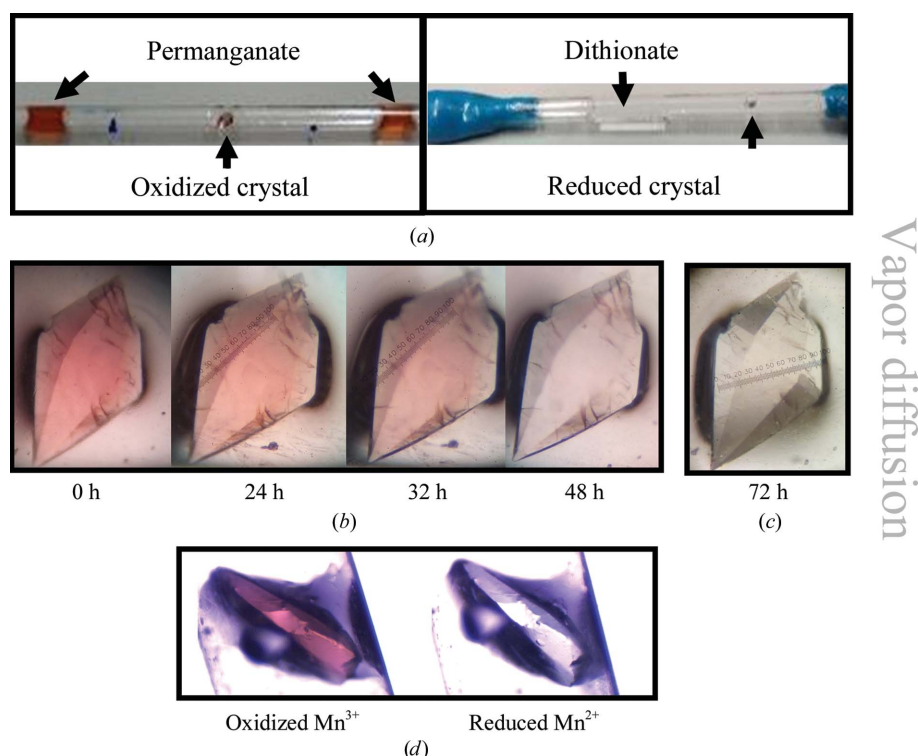 Permanganate
Dithionate
Oxidized crystal
Reduced crystal
(a)
0 h
24 h
32 h
48 h
72 h
(b)
(c)
Oxidized Mn³⁺
Reduced Mn²⁺
(d)
Vapor diffusion